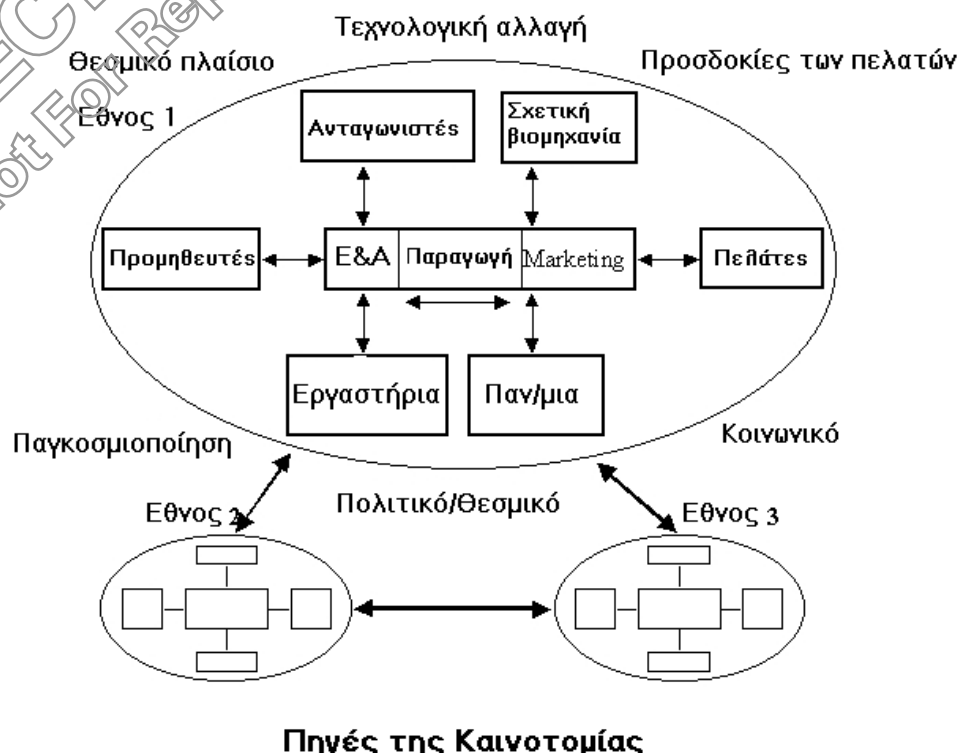 Τεχνολογική αλλαγή
Θεσμικό πλαίσιο
Προσδοκίες των πελατών
Εθνος 1
Ανταγωνιστές
Σχετική
βιομηχανία
Προμηθευτές
Ε&Α
Παραγωγή
Marketing
Πελάτες
Εργαστήρια
Παν/μια
Παγκοσμιοποίηση
Κοινωνικό
Πολιτικό/Θεσμικό
Εθνος 2
Εθνος 3
Πηγές της Καινοτομίας